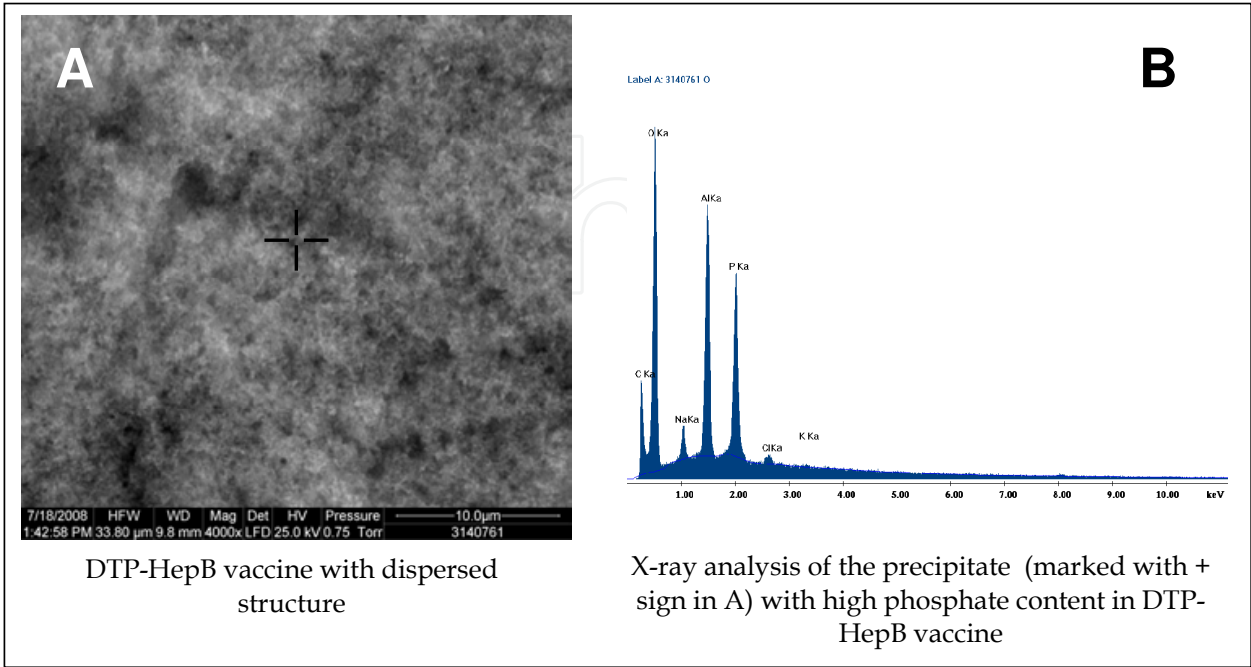 A
7/18/2008 HFW WD Mag Det HV Pressure 10.0µm
1:42:58 PM 33.80 µm 9.8 mm 4000x LFD 25.0 kV 0.75 Torr 3140761
DTP-HepB vaccine with dispersed
structure
B
Label A: 3140761 O
O Ka
AlKa
P Ka
C Ka
NaKa
ClKa
K Ka
1.00 2.00 3.00 4.00 5.00 6.00 7.00 8.00 9.00 10.00 keV
X-ray analysis of the precipitate (marked with +
sign in A) with high phosphate content in DTP-
HepB vaccine